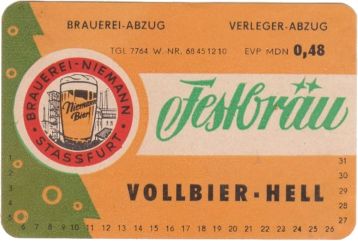 BRAUEREI-ABZUG VERLEGER-ABZUG
TGL 7764 W. NR. 68451210 EVP MDN 0,48
BRAUEREI-NIEMANN
Niemann Bier
STASSFURT
Festbräu
VOLLBIER-HELL
1
2
3
4
5
6 7 8 9 10 11 12 13 14 15 16 17 18 19 20 21 22 23 24 25 26
27
28
29
30
31